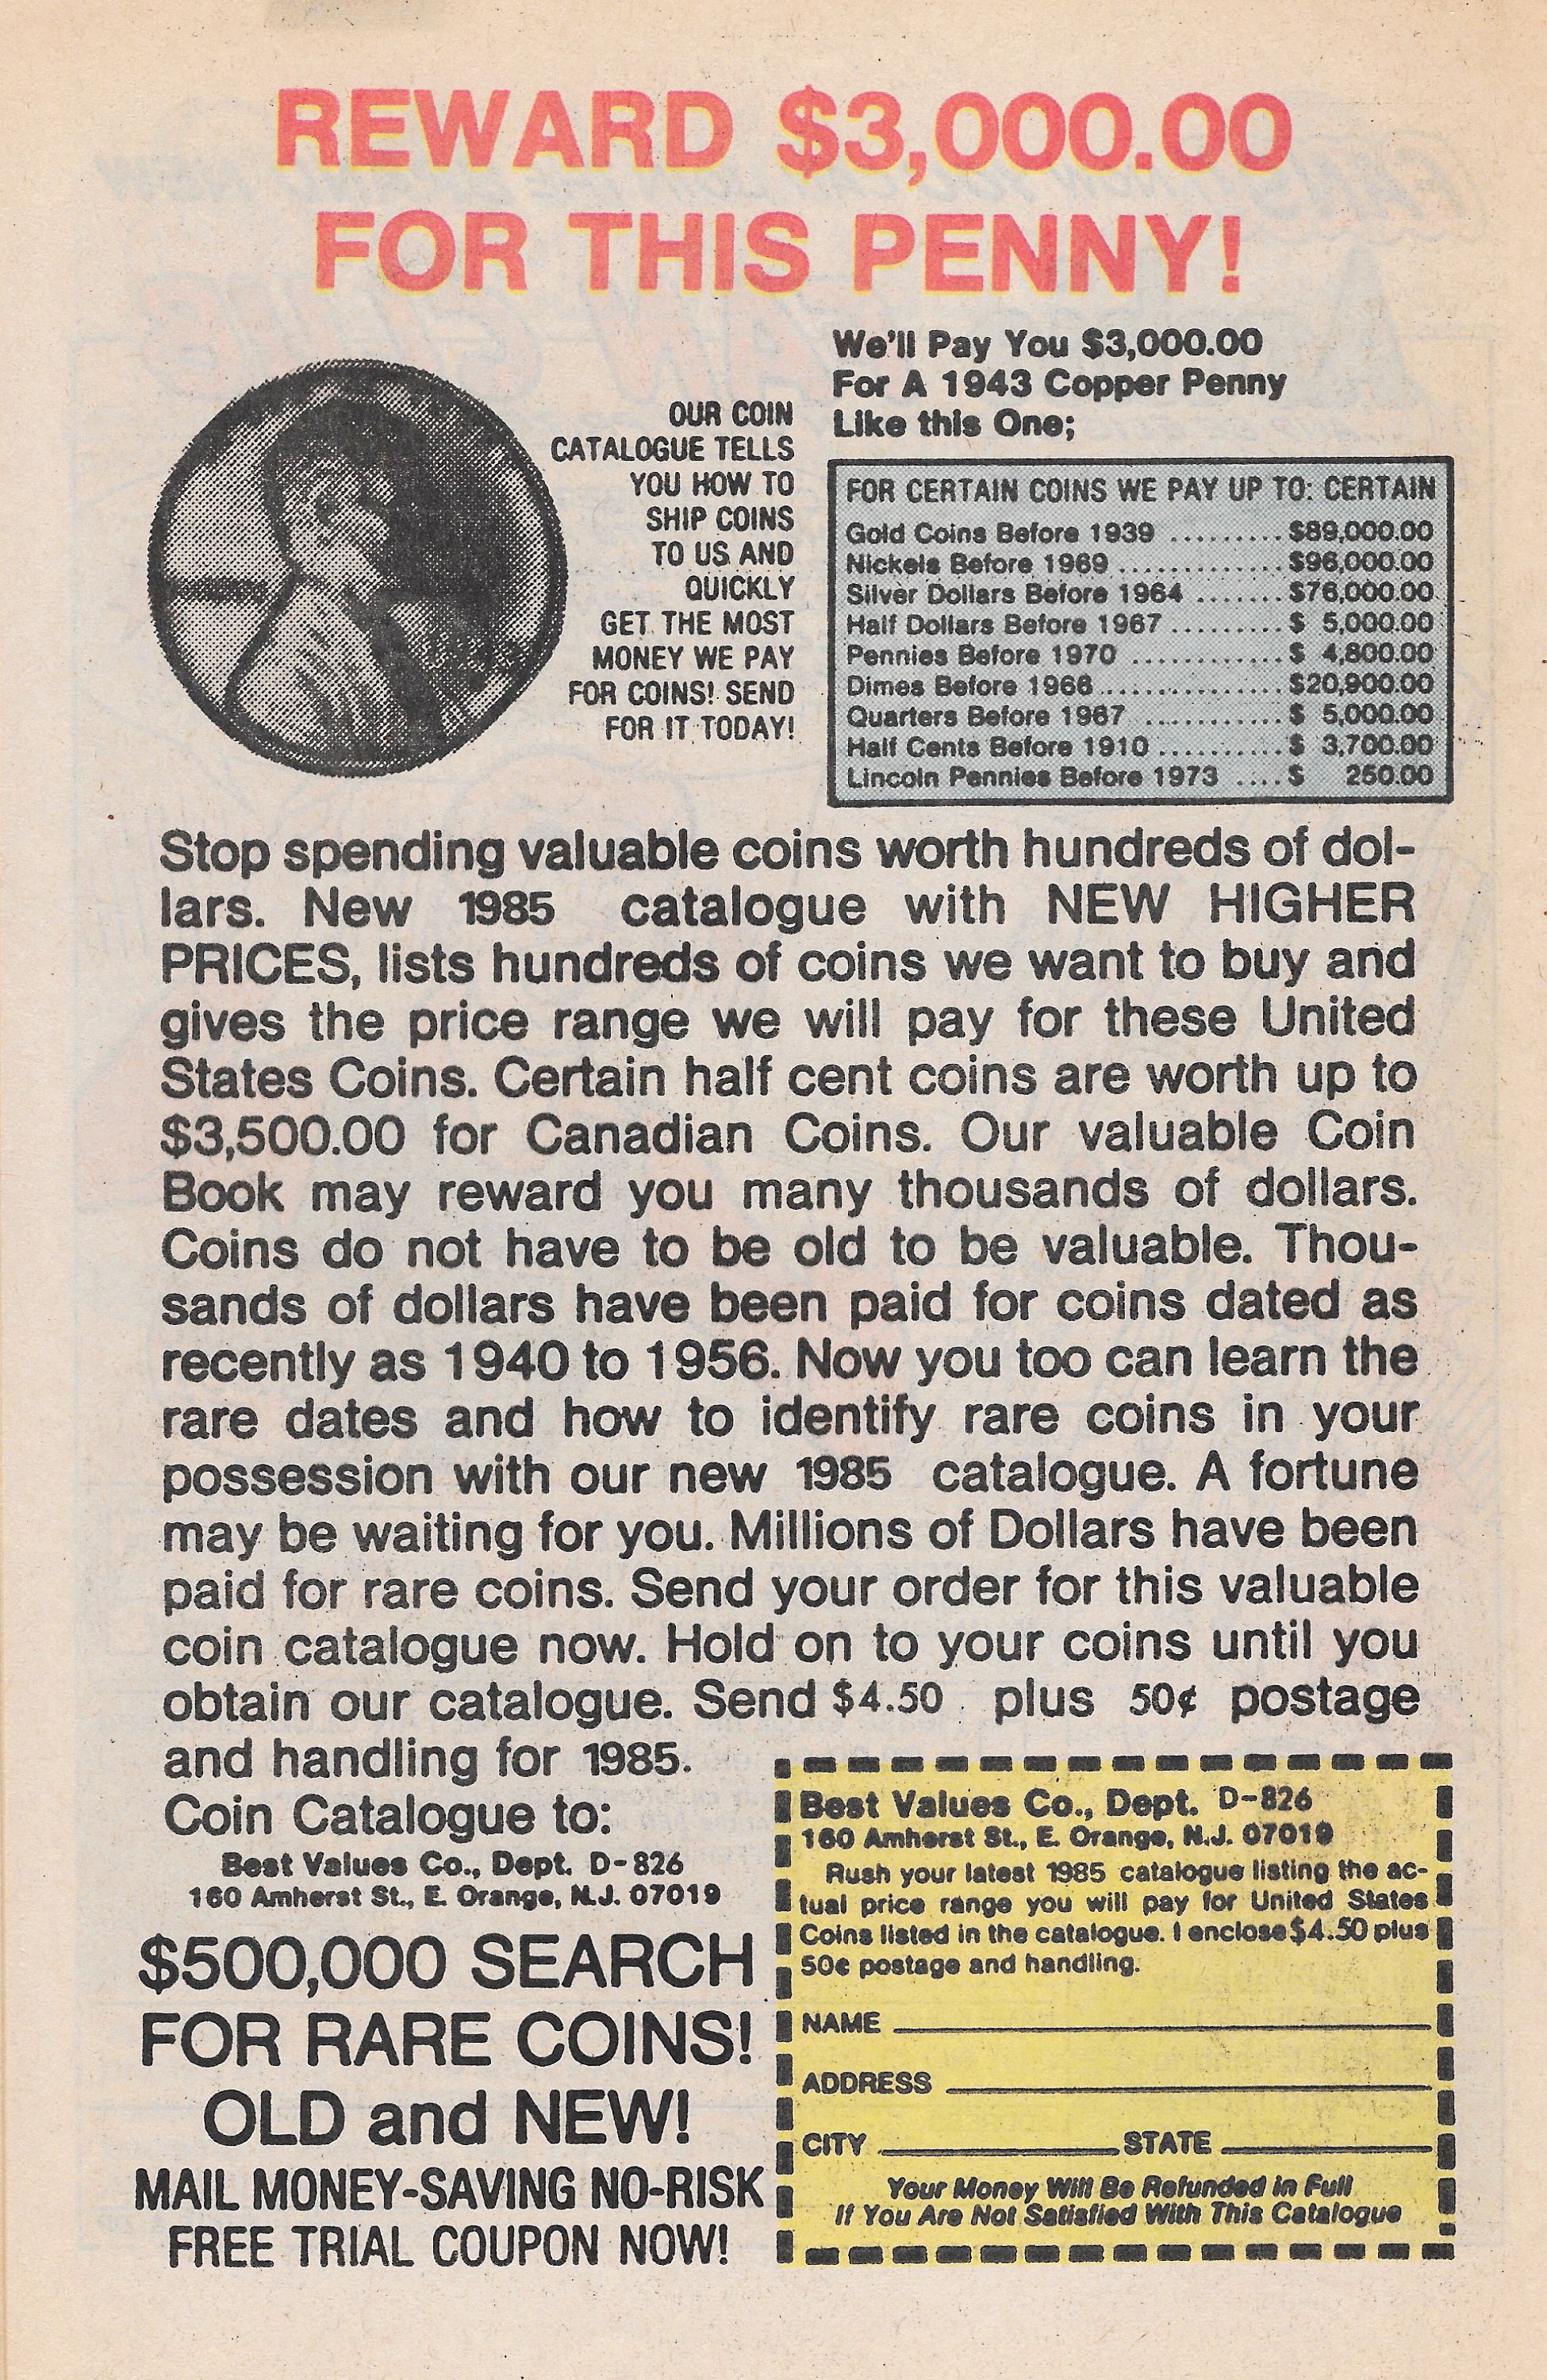 REWARD $3,000.00
FOR THIS PENNY!
OUR COIN
CATALOGUE TELLS
YOU HOW TO
SHIP COINS
TO US AND
QUICKLY
GET THE MOST
MONEY WE PAY
FOR COINS! SEND
FOR IT TODAY!
We'll Pay You $3,000.00
For A 1943 Copper Penny
Like this One;
FOR CERTAIN COINS WE PAY UP TO: CERTAIN
Gold Coins Before 1939 ......... $89,000.00
Nickels Before 1969 .............. $96,000.00
Silver Dollars Before 1964 ....... $76,000.00
Half Dollars Before 1967 ......... $ 5,000.00
Pennies Before 1970 ............ $ 4,800.00
Dimes Before 1966 ................ $20,900.00
Quarters Before 1967 ........... $ 5,000.00
Half Cents Before 1910 .......... $ 3,700.00
Lincoln Pennies Before 1973 .... $ 250.00
Stop spending valuable coins worth hundreds of dol-
lars. New 1985 catalogue with NEW HIGHER
PRICES, lists hundreds of coins we want to buy and
gives the price range we will pay for these United
States Coins. Certain half cent coins are worth up to
$3,500.00 for Canadian Coins. Our valuable Coin
Book may reward you many thousands of dollars.
Coins do not have to be old to be valuable. Thou-
sands of dollars have been paid for coins dated as
recently as 1940 to 1956. Now you too can learn the
rare dates and how to identify rare coins in your
possession with our new 1985 catalogue. A fortune
may be waiting for you. Millions of Dollars have been
paid for rare coins. Send your order for this valuable
coin catalogue now. Hold on to your coins until you
obtain our catalogue. Send $4.50 plus 50¢ postage
and handling for 1985.
Coin Catalogue to:
Best Values Co., Dept. D-826
160 Amherst St., E. Orange, N.J. 07019
$500,000 SEARCH
FOR RARE COINS!
OLD and NEW!
MAIL MONEY-SAVING NO-RISK
FREE TRIAL COUPON NOW!
Best Values Co., Dept. D-826
160 Amherst St., E. Orange, N.J. 07019
Rush your latest 1985 catalogue listing the ac-
tual price range you will pay for United States
Coins listed in the catalogue. I enclose $4.50 plus
50¢ postage and handling.
NAME
ADDRESS
CITY STATE
Your Money Will Be Refunded in Full
If You Are Not Satisfied With This Catalogue